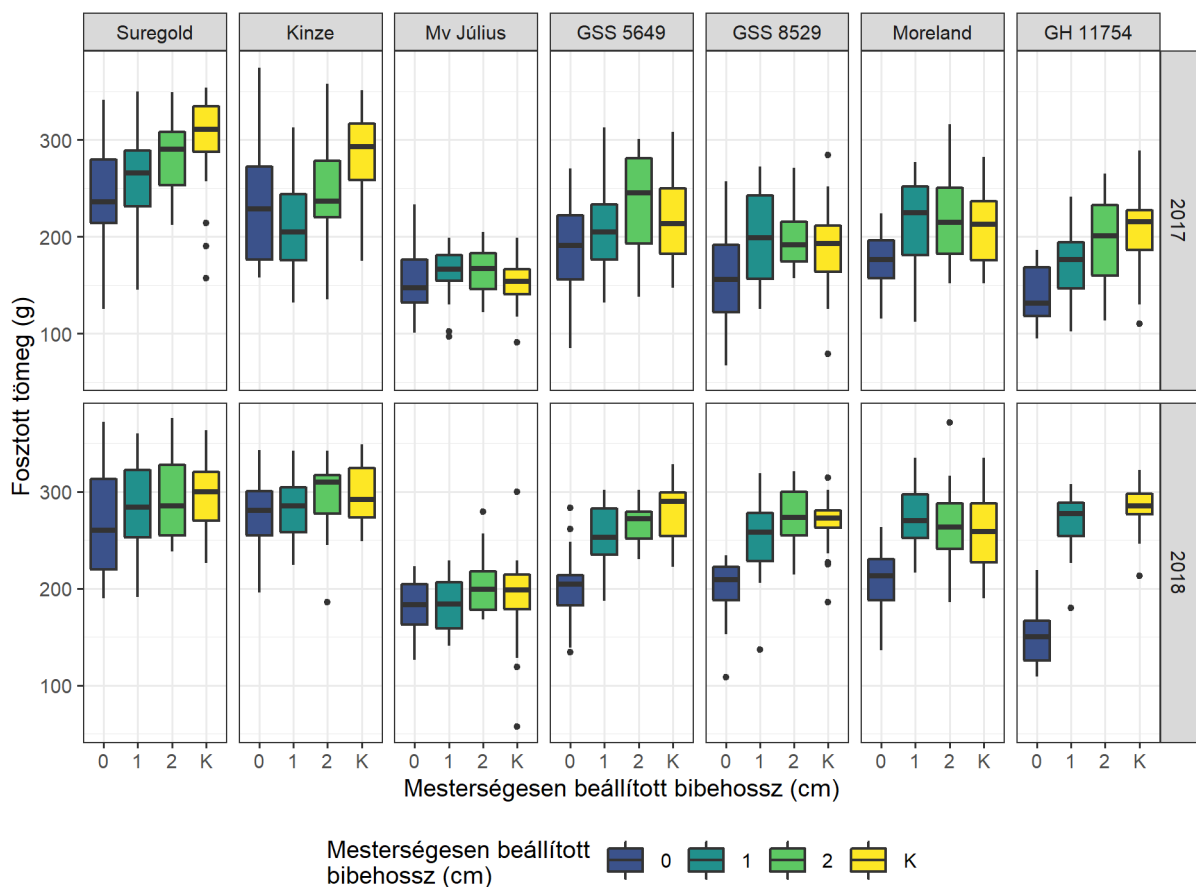 Suregold Kinze Mv Július GSS 5649 GSS 8529 Moreland GH 11754
Fosztott tömeg (g)
300
200
100
2017
300
200
100
2018
0 1 2 K 0 1 2 K 0 1 2 K 0 1 2 K 0 1 2 K 0 1 2 K 0 1 2 K
Mesterségesen beállított bibehossz (cm)
Mesterségesen beállított
bibehossz (cm)
0 1 2 K